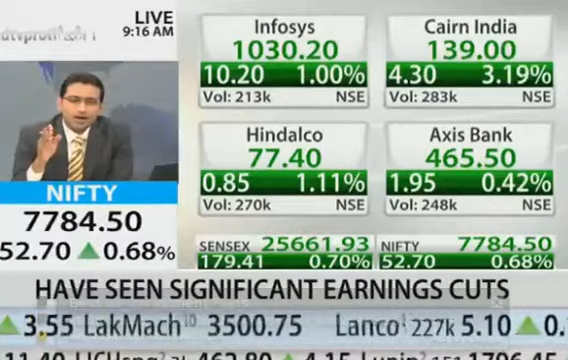 LIVE
9:16 AM
Infosys
1030.20
10.20 1.00%
Vol: 213k NSE
Cairn India
139.00
4.30 3.19%
Vol: 283k NSE
Hindalco
77.40
0.85 1.11%
Vol: 270k NSE
Axis Bank
465.50
1.95 0.42%
Vol: 248k NSE
NIFTY
7784.50
52.70 ▲0.68%
SENSEX 25661.93
179.41 0.70%
NIFTY 7784.50
52.70 0.68%
HAVE SEEN SIGNIFICANT EARNINGS CUTS
▲3.55 LakMach 10 3500.75 Lanco 227k 5.10 ▲0.